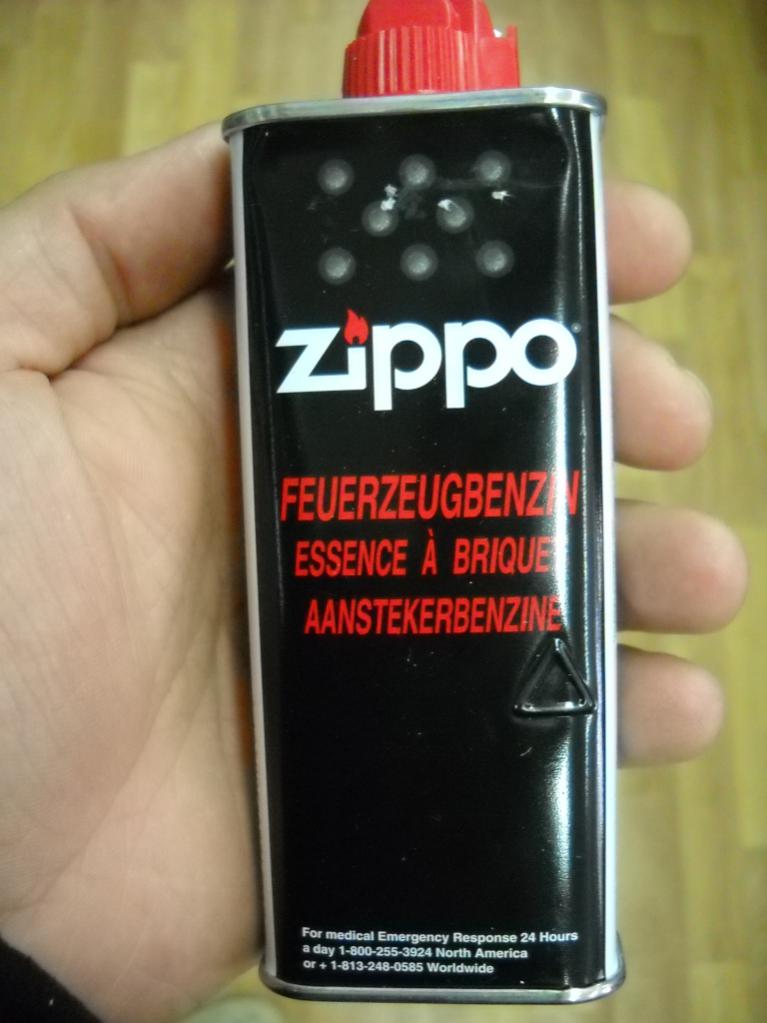 zippo
FEUERZEUGBENZIN
ESSENCE À BRIQUET
AANSTEKERBENZINE
For medical Emergency Response 24 Hours
a day 1-800-255-3924 North America
or + 1-813-248-0585 Worldwide